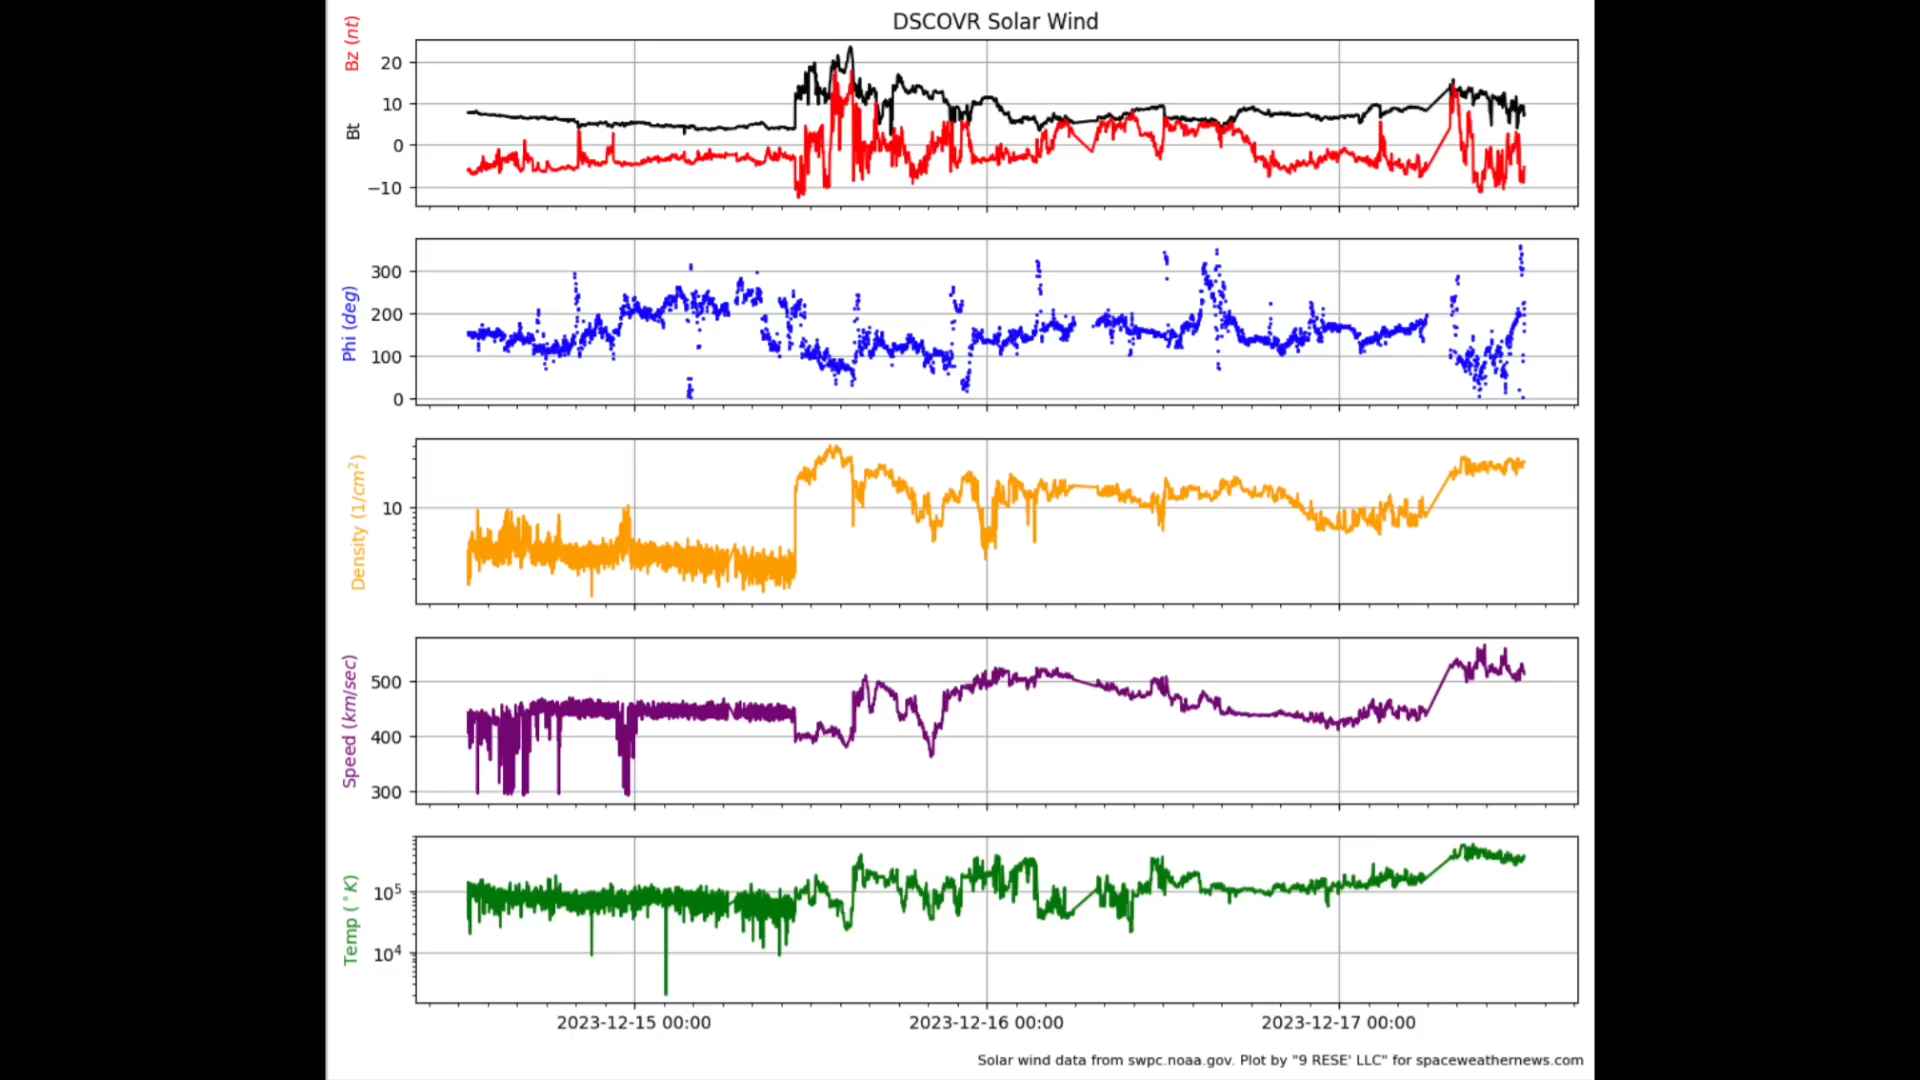 DSCOVR Solar Wind
Bz (nt)
Bt
20
10
0
−10
Phi (deg)
300
200
100
0
Density (1/cm²)
10
Speed (km/sec)
500
400
300
Temp (°K)
10⁵
10⁴
2023-12-15 00:00 2023-12-16 00:00 2023-12-17 00:00
Solar wind data from swpc.noaa.gov. Plot by "9 RESE' LLC" for spaceweathernews.com